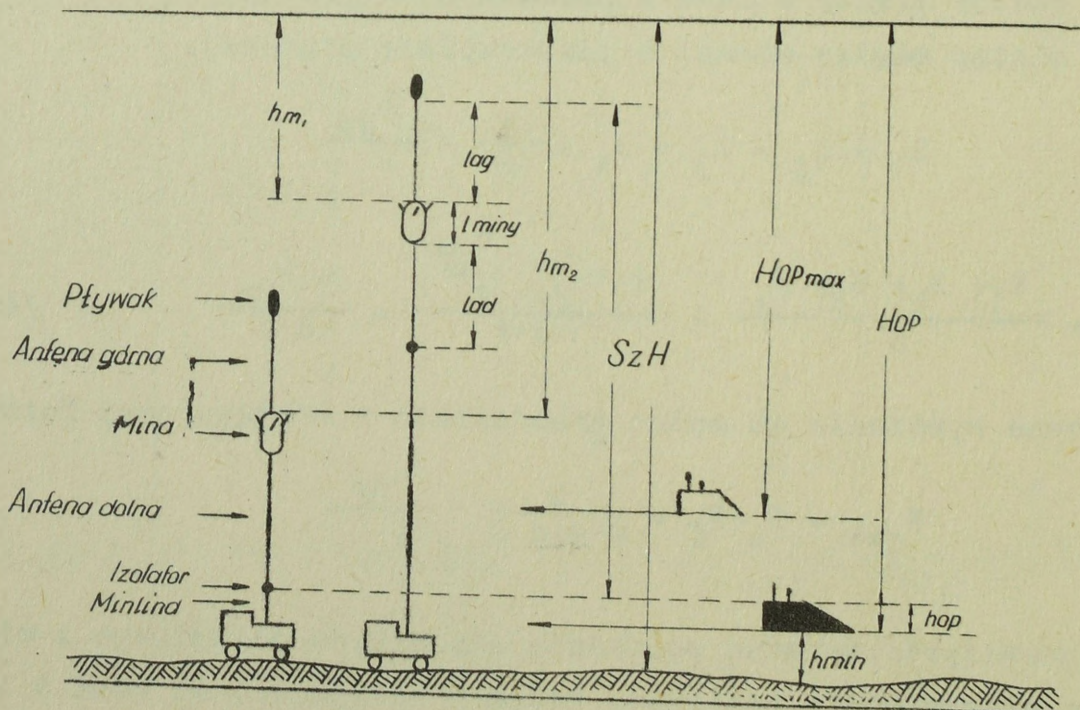 hm₁
lag
l miny
hm₂
lad
SzH
HOPmax
HOP
Pływak
Antena górna
Mina
Antena dolna
Izolator
Minlina
hop
hmin